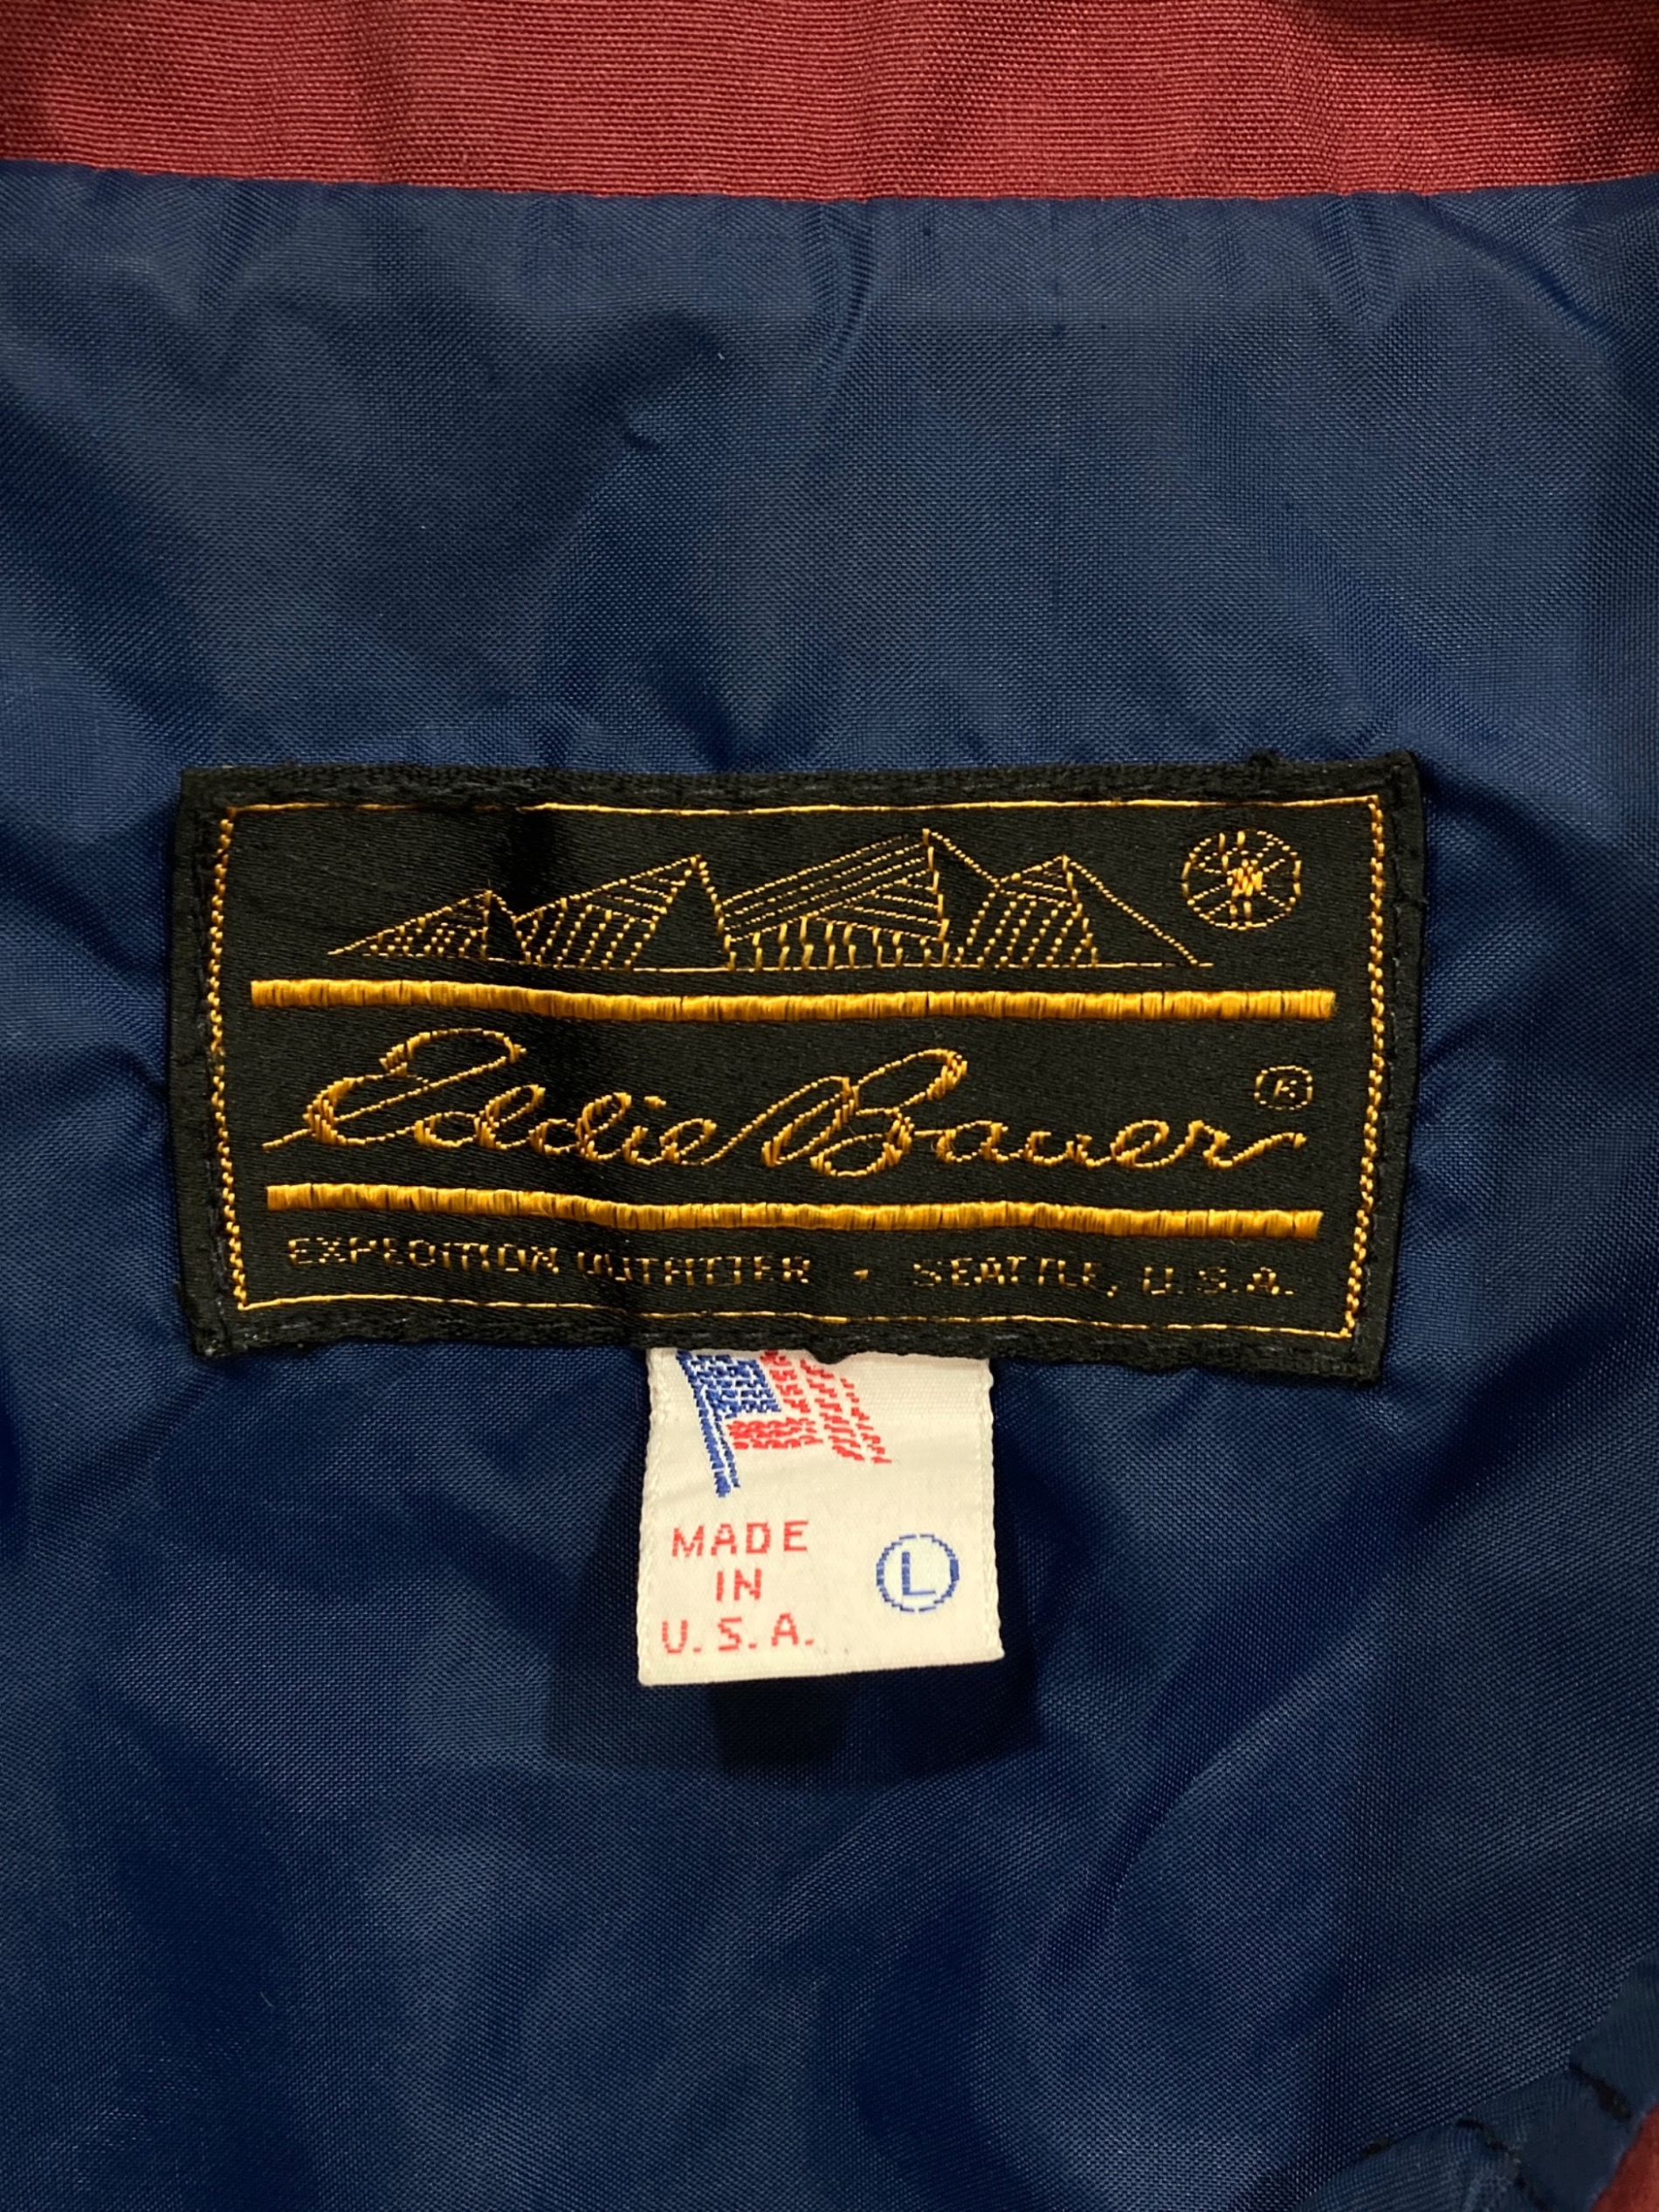 Eddie Bauer ®
EXPEDITION OUTFITTER • SEATTLE, U.S.A.
MADE
IN
U.S.A.
L